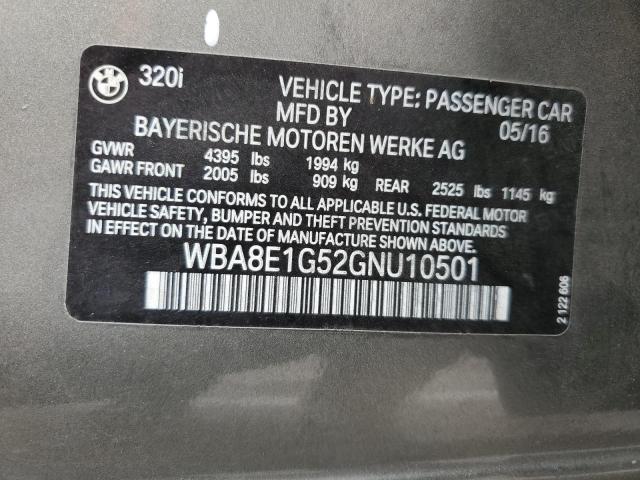 BMW
320i
VEHICLE TYPE: PASSENGER CAR
MFD BY 05/16
BAYERISCHE MOTOREN WERKE AG
GVWR 4395 lbs 1994 kg
GAWR FRONT 2005 lbs 909 kg REAR 2525 lbs 1145 kg
THIS VEHICLE CONFORMS TO ALL APPLICABLE U.S. FEDERAL MOTOR
VEHICLE SAFETY, BUMPER AND THEFT PREVENTION STANDARDS
IN EFFECT ON THE DATE OF MANUFACTURE SHOWN ABOVE.
WBA8E1G52GNU10501
2 122 606